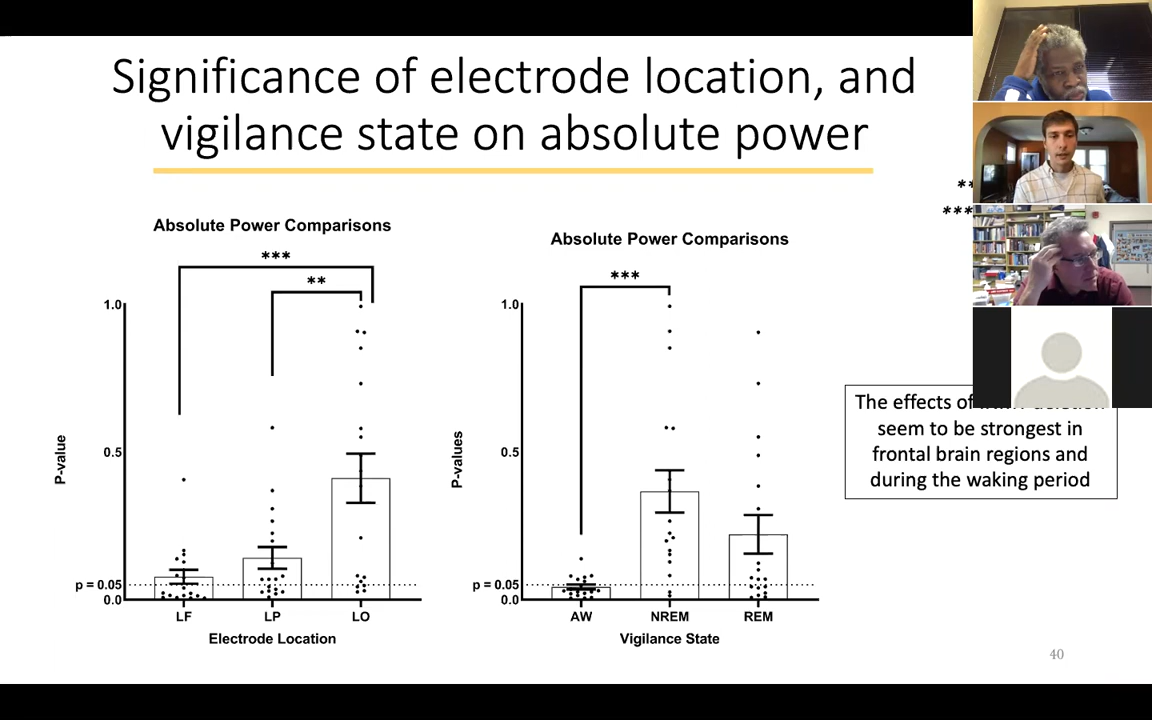 Significance of electrode location, and
vigilance state on absolute power
**
***
Absolute Power Comparisons
***
**
1.0
0.5
p = 0.05
0.0
P-value
LF LP LO
Electrode Location
Absolute Power Comparisons
***
1.0
0.5
p = 0.05
0.0
P-values
AW NREM REM
Vigilance State
The effects of
seem to be strongest in
frontal brain regions and
during the waking period
40